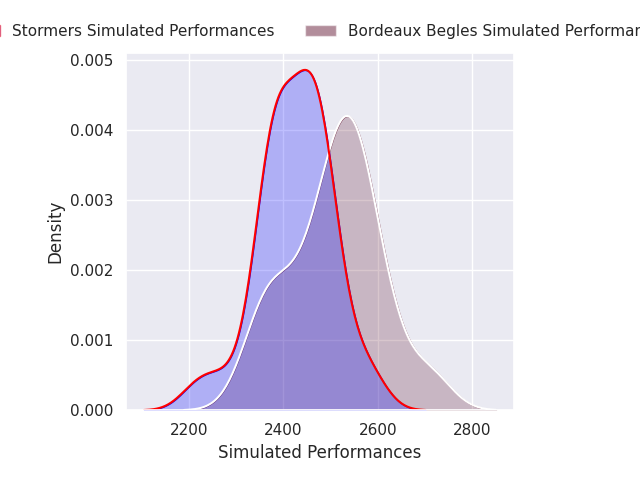 Stormers Simulated Performances
Bordeaux Begles Simulated
0.005
0.004
0.003
0.002
0.001
0.000
Density
2200 2400 2600 2800
Simulated Performances